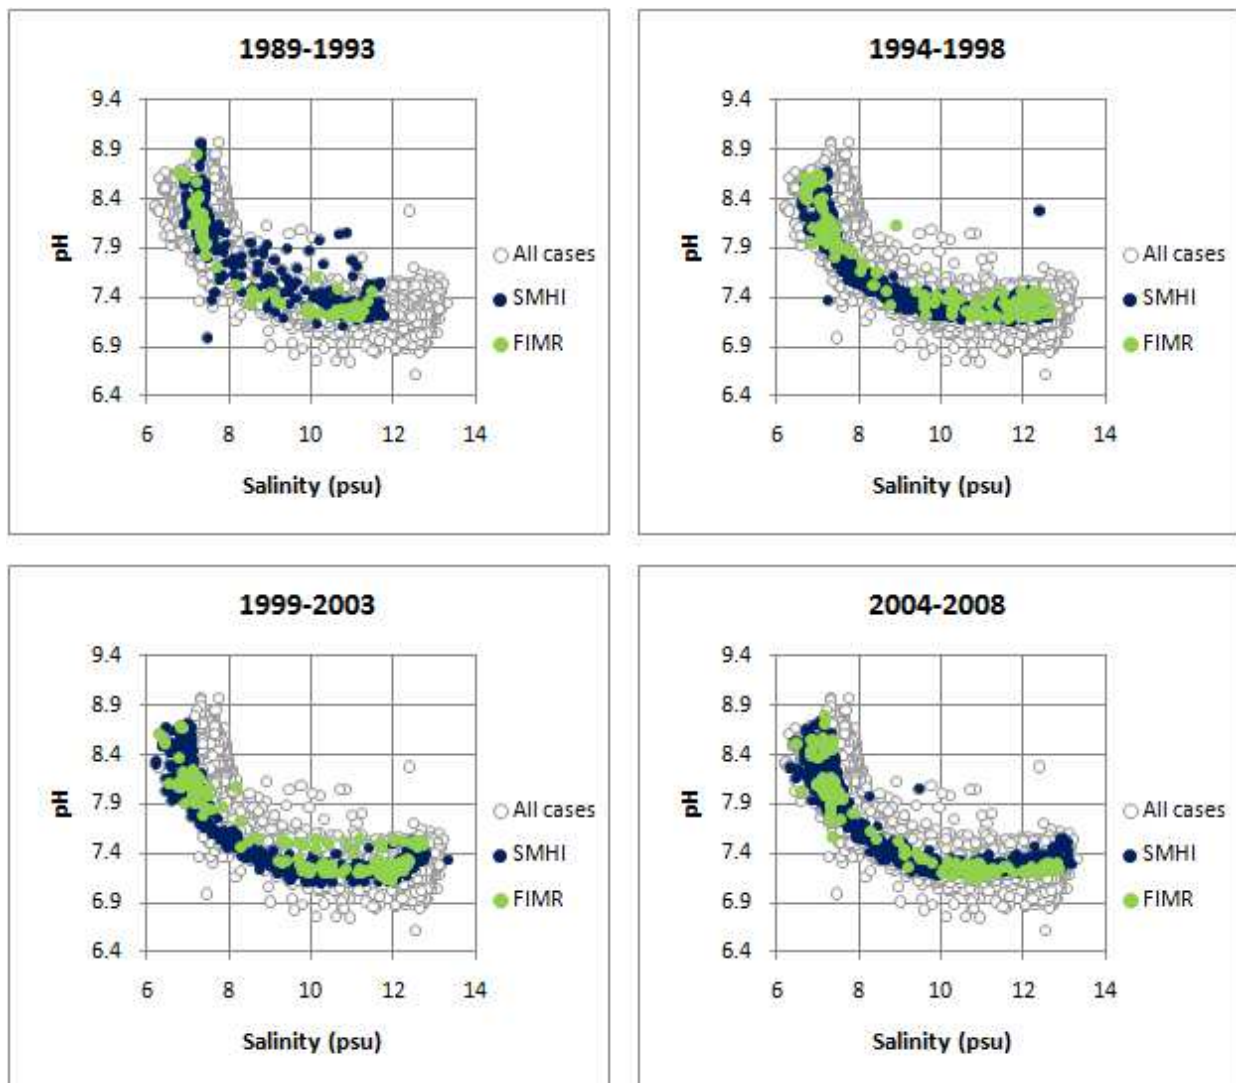 1989-1993
9.4
8.9
8.4
7.9
7.4
6.9
6.4
pH
6 8 10 12 14
Salinity (psu)
All cases
SMHI
FIMR
1994-1998
9.4
8.9
8.4
7.9
7.4
6.9
6.4
pH
6 8 10 12 14
Salinity (psu)
All cases
SMHI
FIMR
1999-2003
9.4
8.9
8.4
7.9
7.4
6.9
6.4
pH
6 8 10 12 14
Salinity (psu)
All cases
SMHI
FIMR
2004-2008
9.4
8.9
8.4
7.9
7.4
6.9
6.4
pH
6 8 10 12 14
Salinity (psu)
All cases
SMHI
FIMR